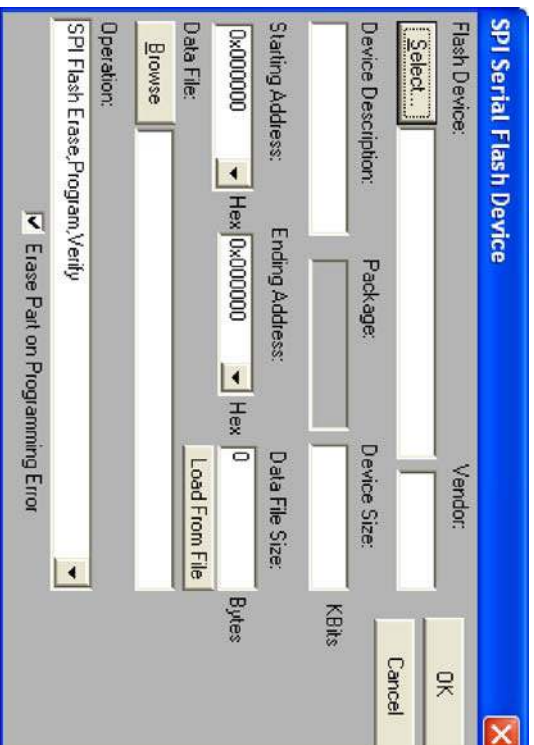 SPI Serial Flash Device
Flash Device:
Vendor:
Select...
OK
Cancel
Device Description:
Package:
Device Size:
KBits
Starting Address:
Ending Address:
Data File Size:
0x000000
Hex
0x000000
Hex
0
Bytes
Data File:
Load From File
Browse
Operation:
SPI Flash Erase,Program,Verify
Erase Part on Programming Error